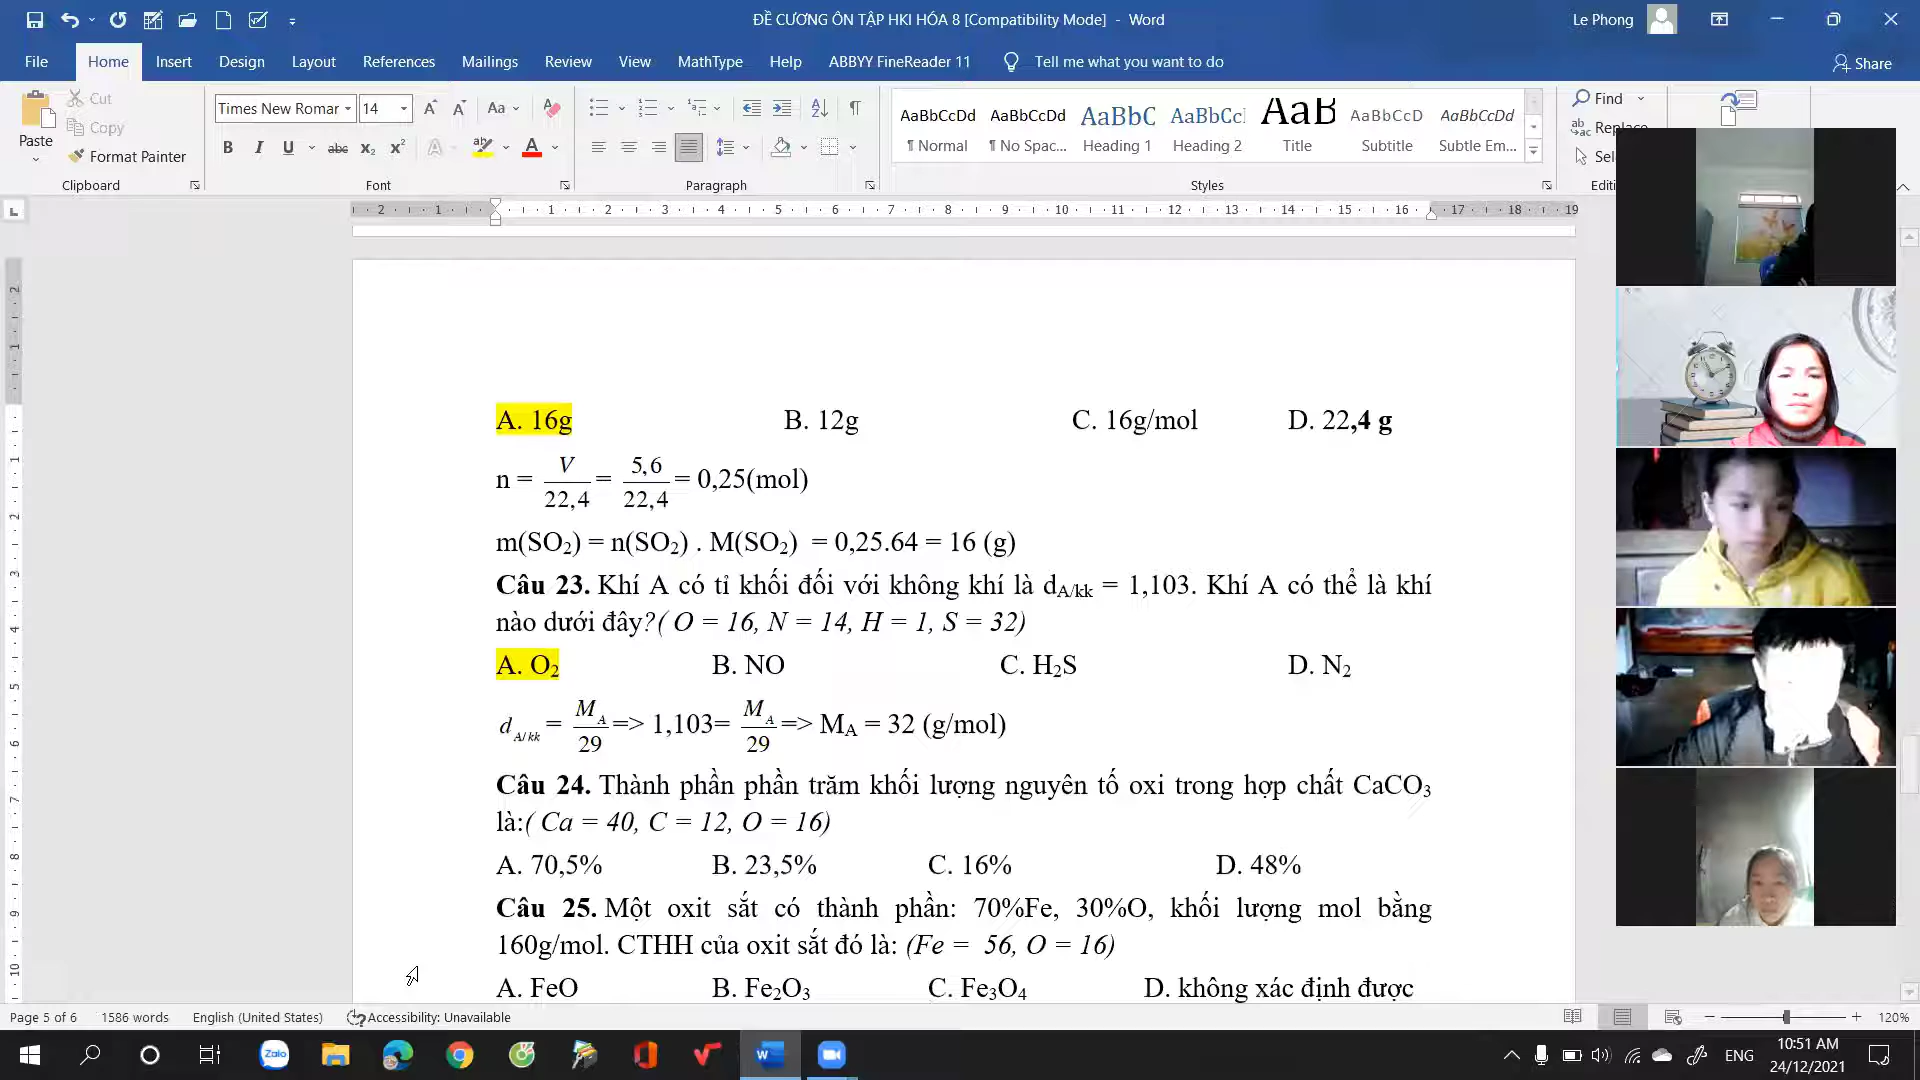 ĐỀ CƯƠNG ÔN TẬP HKI HÓA 8 [Compatibility Mode] - Word
Le Phong
File Home Insert Design Layout References Mailings Review View MathType Help ABBYY FineReader 11 Tell me what you want to do Share
Paste
Cut
Copy
Format Painter
Clipboard
Times New Roman 14
Font
Paragraph
AaBbCcDd AaBbCcDd AaBbC AaBbCc AaB AaBbCcD AaBbCcDd
¶ Normal ¶ No Spac... Heading 1 Heading 2 Title Subtitle Subtle Em...
Styles
Find
Replace
A. 16g B. 12g C. 16g/mol D. 22,4 g
n = V/22,4 = 5,6/22,4 = 0,25(mol)
m(SO₂) = n(SO₂) . M(SO₂) = 0,25.64 = 16 (g)
Câu 23. Khí A có tỉ khối đối với không khí là dA/kk = 1,103. Khí A có thể là khí
nào dưới đây?( O = 16, N = 14, H = 1, S = 32)
A. O₂ B. NO C. H₂S D. N₂
d A/kk = M A/29 => 1,103= M A/29 => MA = 32 (g/mol)
Câu 24. Thành phần phần trăm khối lượng nguyên tố oxi trong hợp chất CaCO₃
là:( Ca = 40, C = 12, O = 16)
A. 70,5% B. 23,5% C. 16% D. 48%
Câu 25. Một oxit sắt có thành phần: 70%Fe, 30%O, khối lượng mol bằng
160g/mol. CTHH của oxit sắt đó là: (Fe = 56, O = 16)
A. FeO B. Fe₂O₃ C. Fe₃O₄ D. không xác định được
Page 5 of 6 1586 words English (United States) Accessibility: Unavailable 120%
Zalo
ENG
10:51 AM
24/12/2021